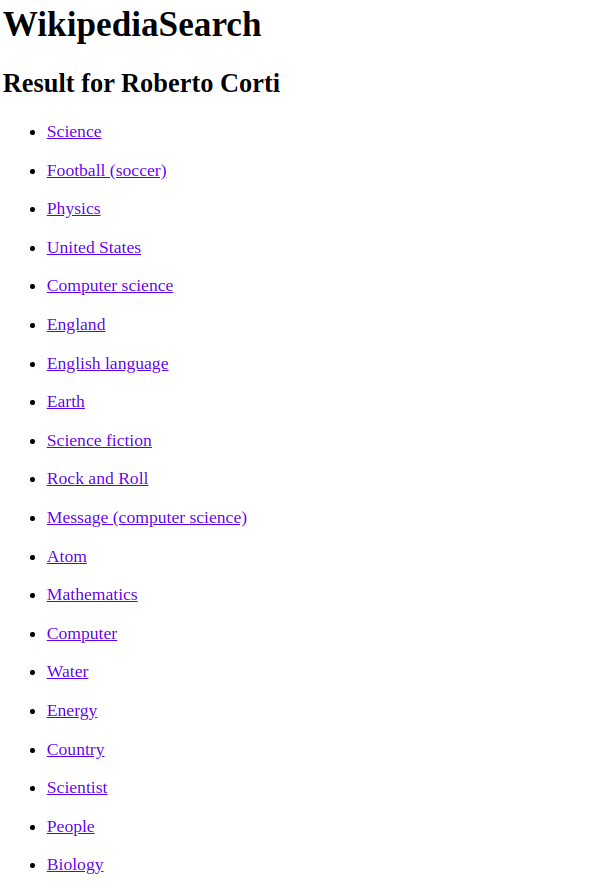 WikipediaSearch
Result for Roberto Corti
Science
Football (soccer)
Physics
United States
Computer science
England
English language
Earth
Science fiction
Rock and Roll
Message (computer science)
Atom
Mathematics
Computer
Water
Energy
Country
Scientist
People
Biology